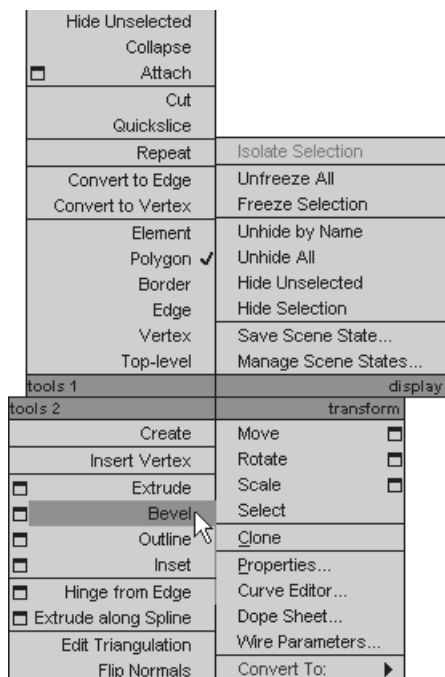 Hide Unselected
Collapse
Attach
Cut
Quickslice
Repeat
Convert to Edge
Convert to Vertex
Element
Polygon
Border
Edge
Vertex
Top-level
tools 1
Isolate Selection
Unfreeze All
Freeze Selection
Unhide by Name
Unhide All
Hide Unselected
Hide Selection
Save Scene State...
Manage Scene States...
display
tools 2
Create
Insert Vertex
Extrude
Bevel
Outline
Inset
Hinge from Edge
Extrude along Spline
Edit Triangulation
Flip Normals
transform
Move
Rotate
Scale
Select
Clone
Properties...
Curve Editor...
Dope Sheet...
Wire Parameters...
Convert To: